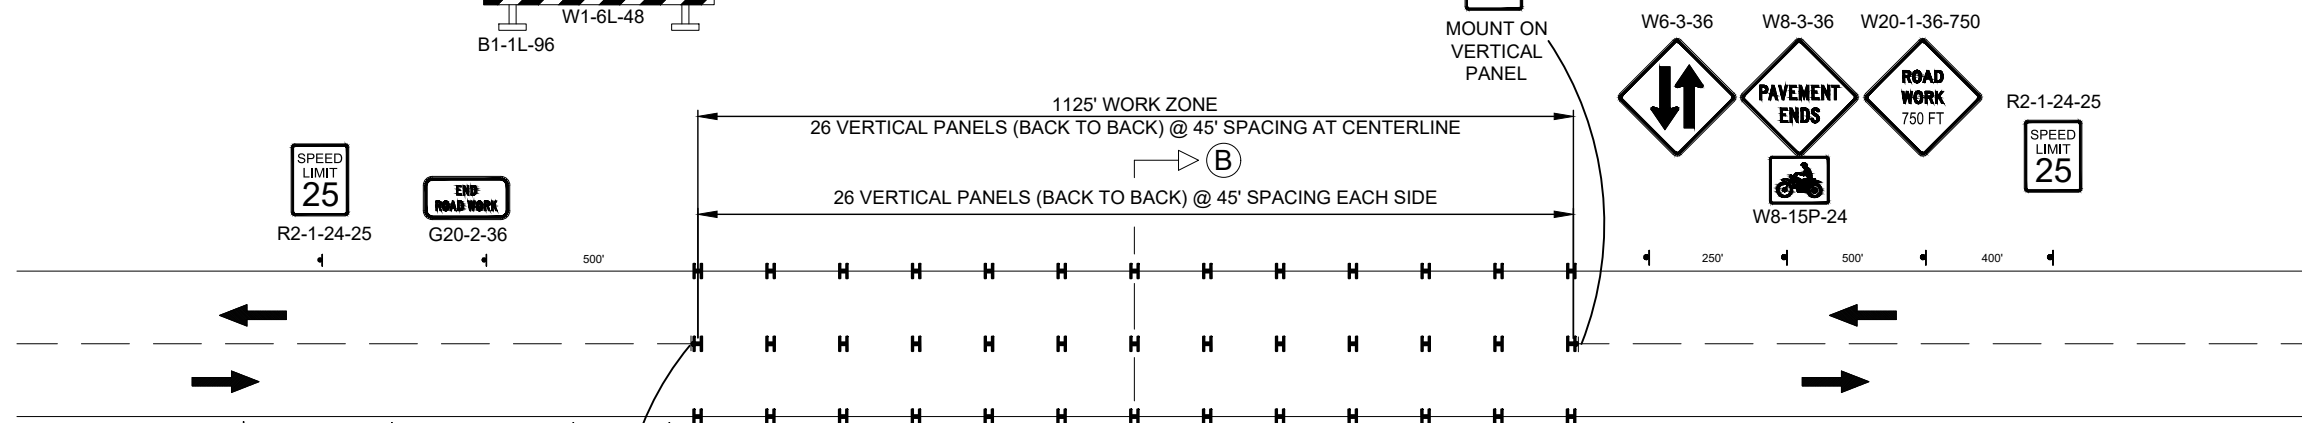 W1-6L-48
B1-1L-96
MOUNT ON
VERTICAL
PANEL
W6-3-36
W8-3-36
W20-1-36-750
PAVEMENT
ENDS
ROAD
WORK
750 FT
R2-1-24-25
SPEED
LIMIT
25
W8-15P-24
1125' WORK ZONE
26 VERTICAL PANELS (BACK TO BACK) @ 45' SPACING AT CENTERLINE
B
26 VERTICAL PANELS (BACK TO BACK) @ 45' SPACING EACH SIDE
SPEED
LIMIT
25
R2-1-24-25
END
ROAD WORK
G20-2-36
500'
250'
500'
400'